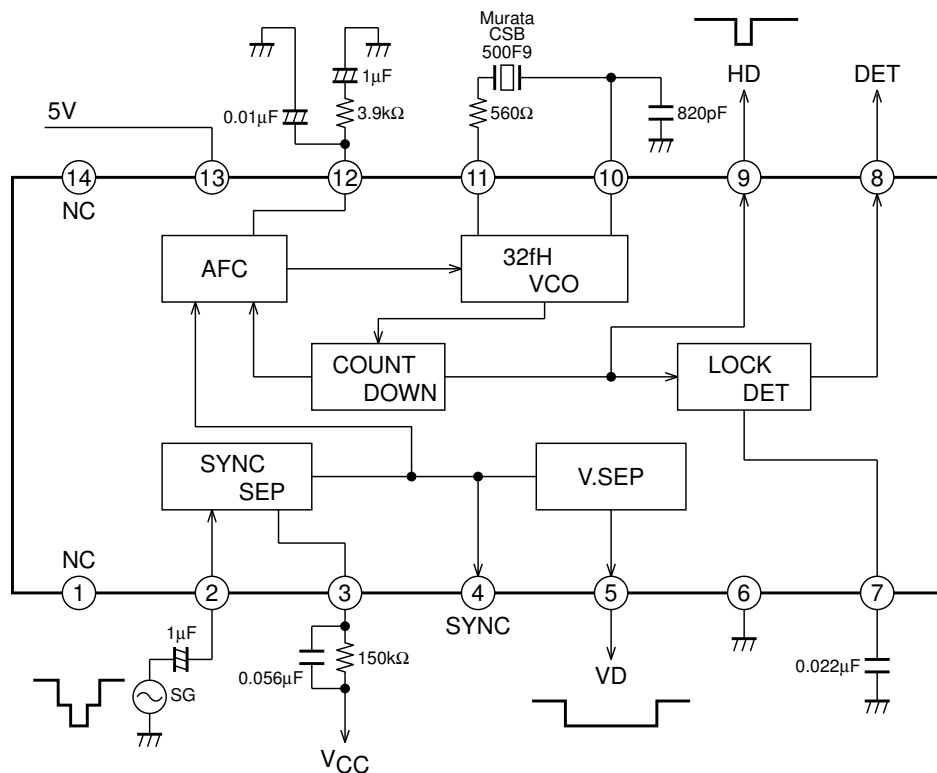 Murata
CSB
500F9
HD
DET
5V
0.01μF
1μF
3.9kΩ
560Ω
820pF
14
13
12
11
10
9
8
NC
AFC
32fH
VCO
COUNT
DOWN
LOCK
DET
SYNC
SEP
V.SEP
NC
1
2
3
4
5
6
7
SYNC
1μF
SG
0.056μF
150kΩ
VD
0.022μF
VCC